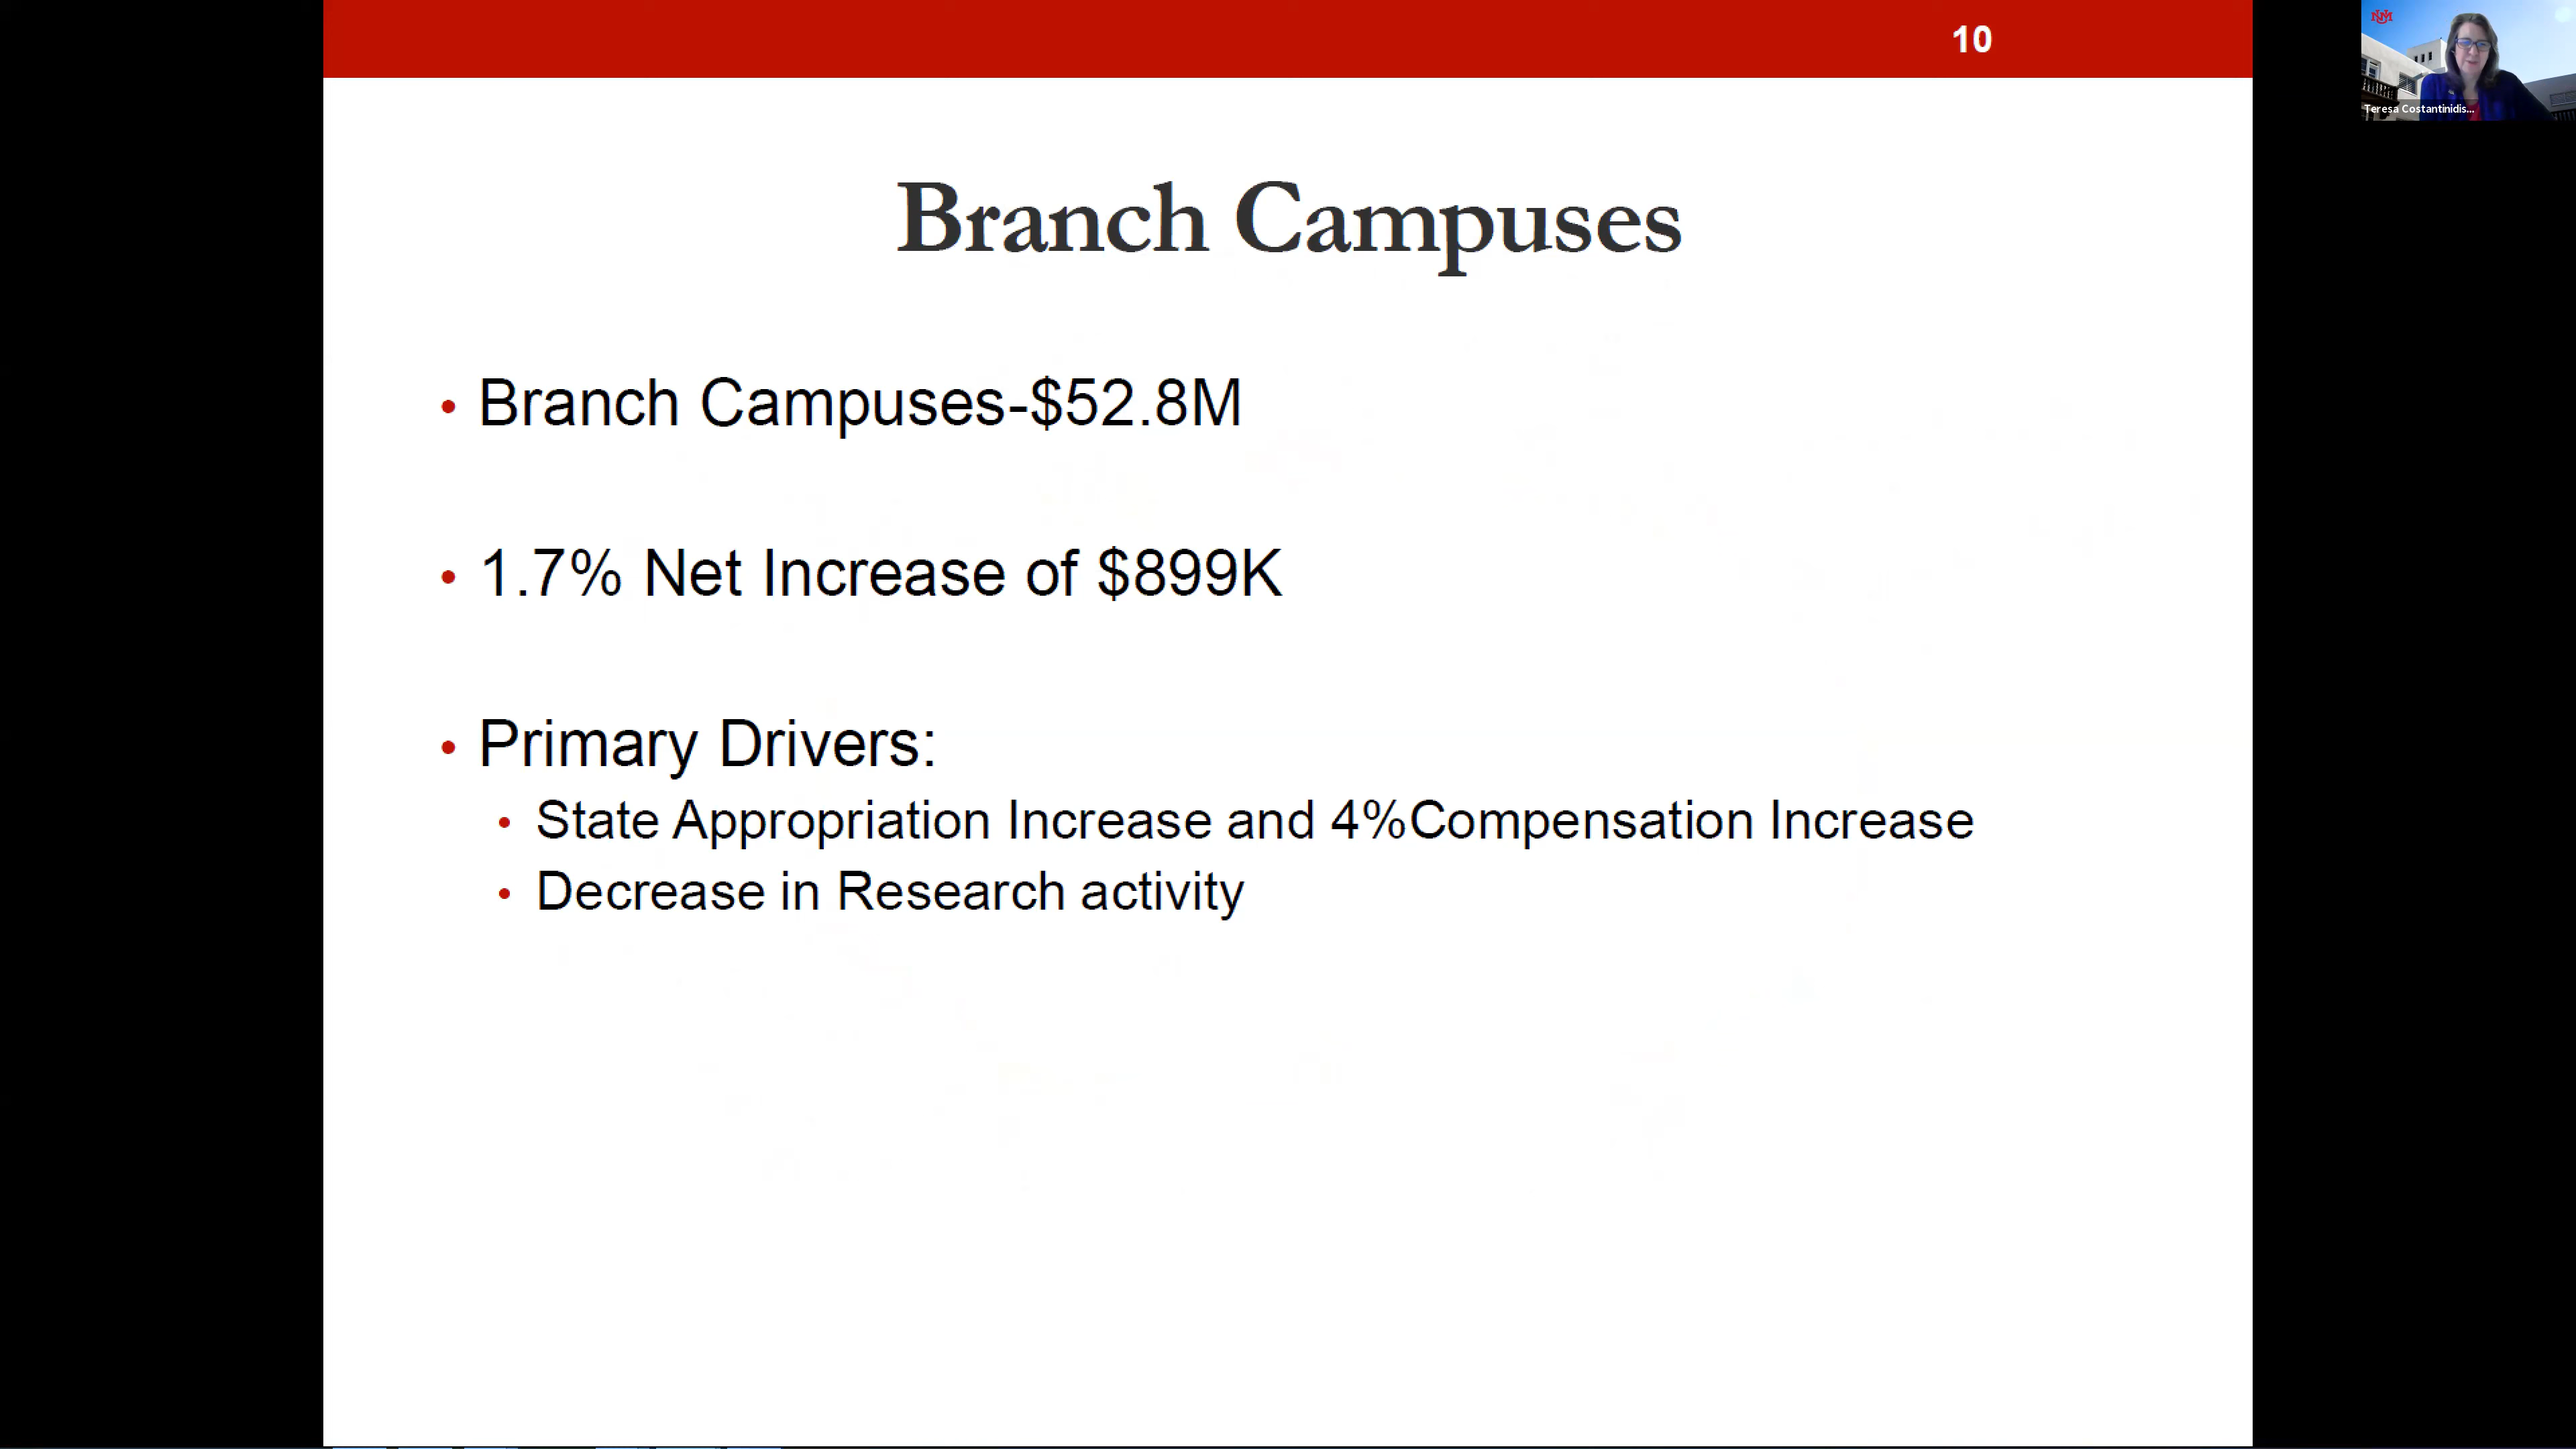 10
UNM
Teresa Costantinidis...
Branch Campuses
• Branch Campuses-$52.8M
• 1.7% Net Increase of $899K
• Primary Drivers:
• State Appropriation Increase and 4%Compensation Increase
• Decrease in Research activity